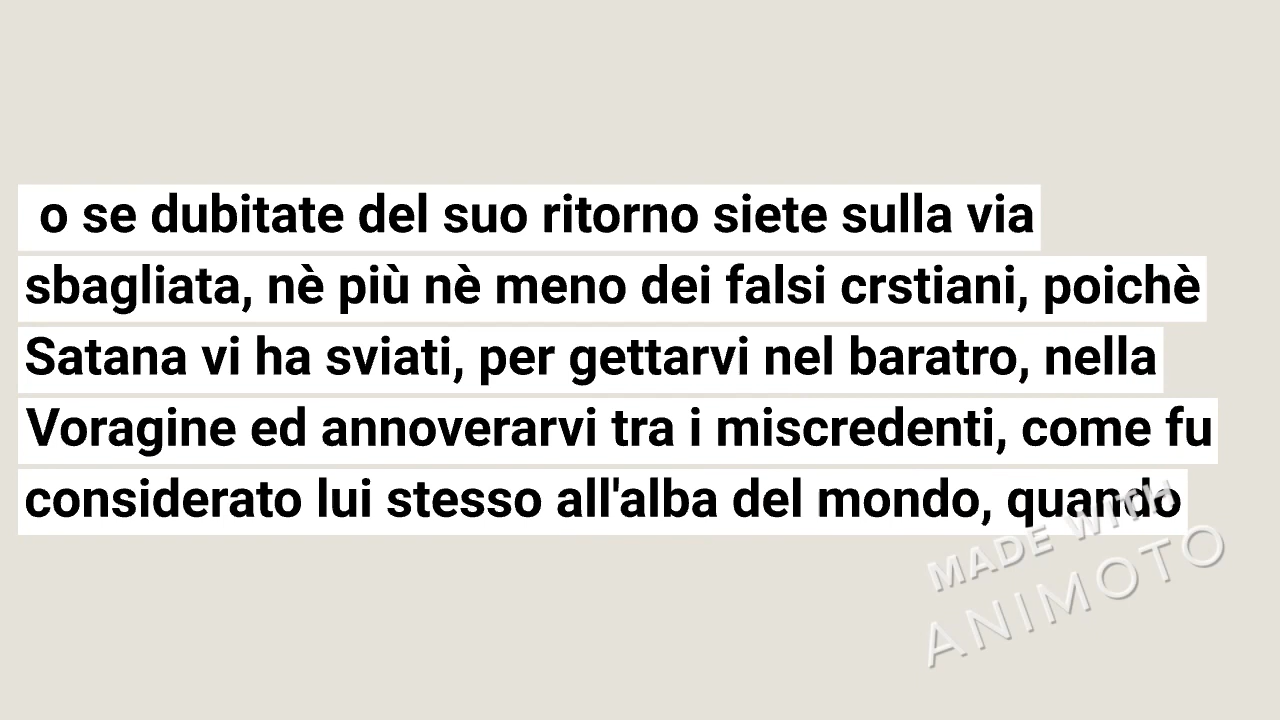 o se dubitate del suo ritorno siete sulla via
sbagliata, nè più nè meno dei falsi crstiani, poichè
Satana vi ha sviati, per gettarvi nel baratro, nella
Voragine ed annoverarvi tra i miscredenti, come fu
considerato lui stesso all'alba del mondo, quando
MADE WITH
ANIMOTO